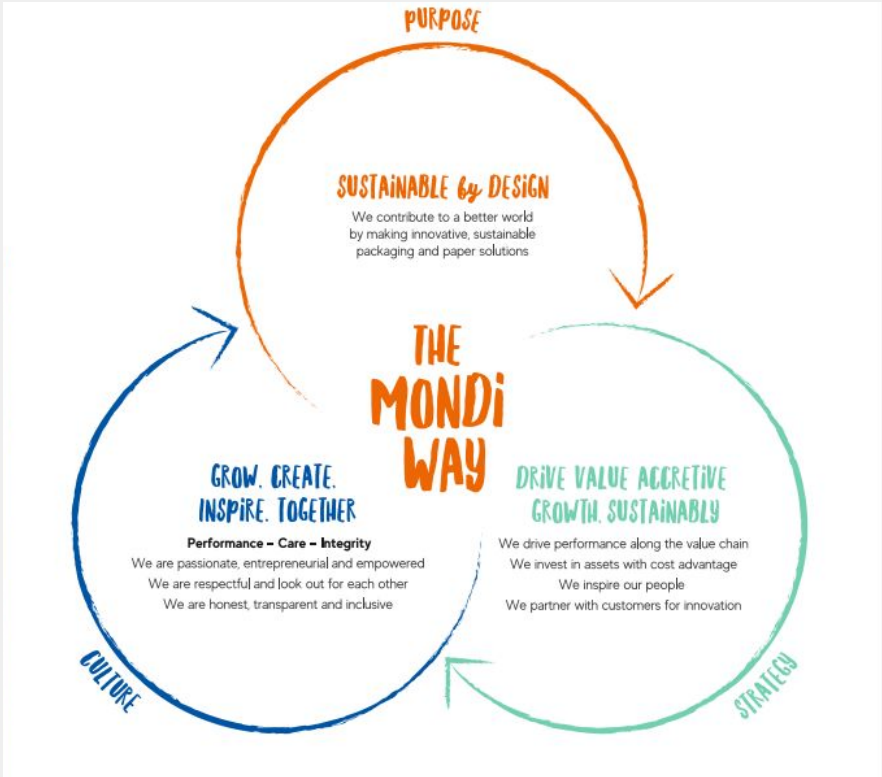 PURPOSE
SUSTAiNABLE by DESiGN
We contribute to a better world
by making innovative, sustainable
packaging and paper solutions
THE
MONDi
WAY
GROW. CREATE.
INSPiRE. TOGETHER
Performance – Care – Integrity
We are passionate, entrepreneurial and empowered
We are respectful and look out for each other
We are honest, transparent and inclusive
CULTURE
DRiVE VALUE ACCRETiVE
GROWTH, SUSTAiNABLY
We drive performance along the value chain
We invest in assets with cost advantage
We inspire our people
We partner with customers for innovation
STRATEGY